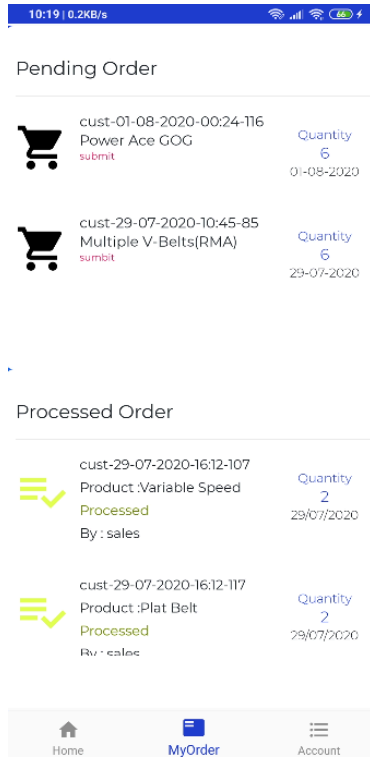 10:19 | 0.2KB/s
66
Pending Order
cust-01-08-2020-00:24-116
Power Ace GOG
submit
Quantity
6
01-08-2020
cust-29-07-2020-10:45-85
Multiple V-Belts(RMA)
sumbit
Quantity
6
29-07-2020
Processed Order
cust-29-07-2020-16:12-107
Product :Variable Speed
Processed
By : sales
Quantity
2
29/07/2020
cust-29-07-2020-16:12-117
Product :Plat Belt
Processed
By : sales
Quantity
2
29/07/2020
Home
MyOrder
Account